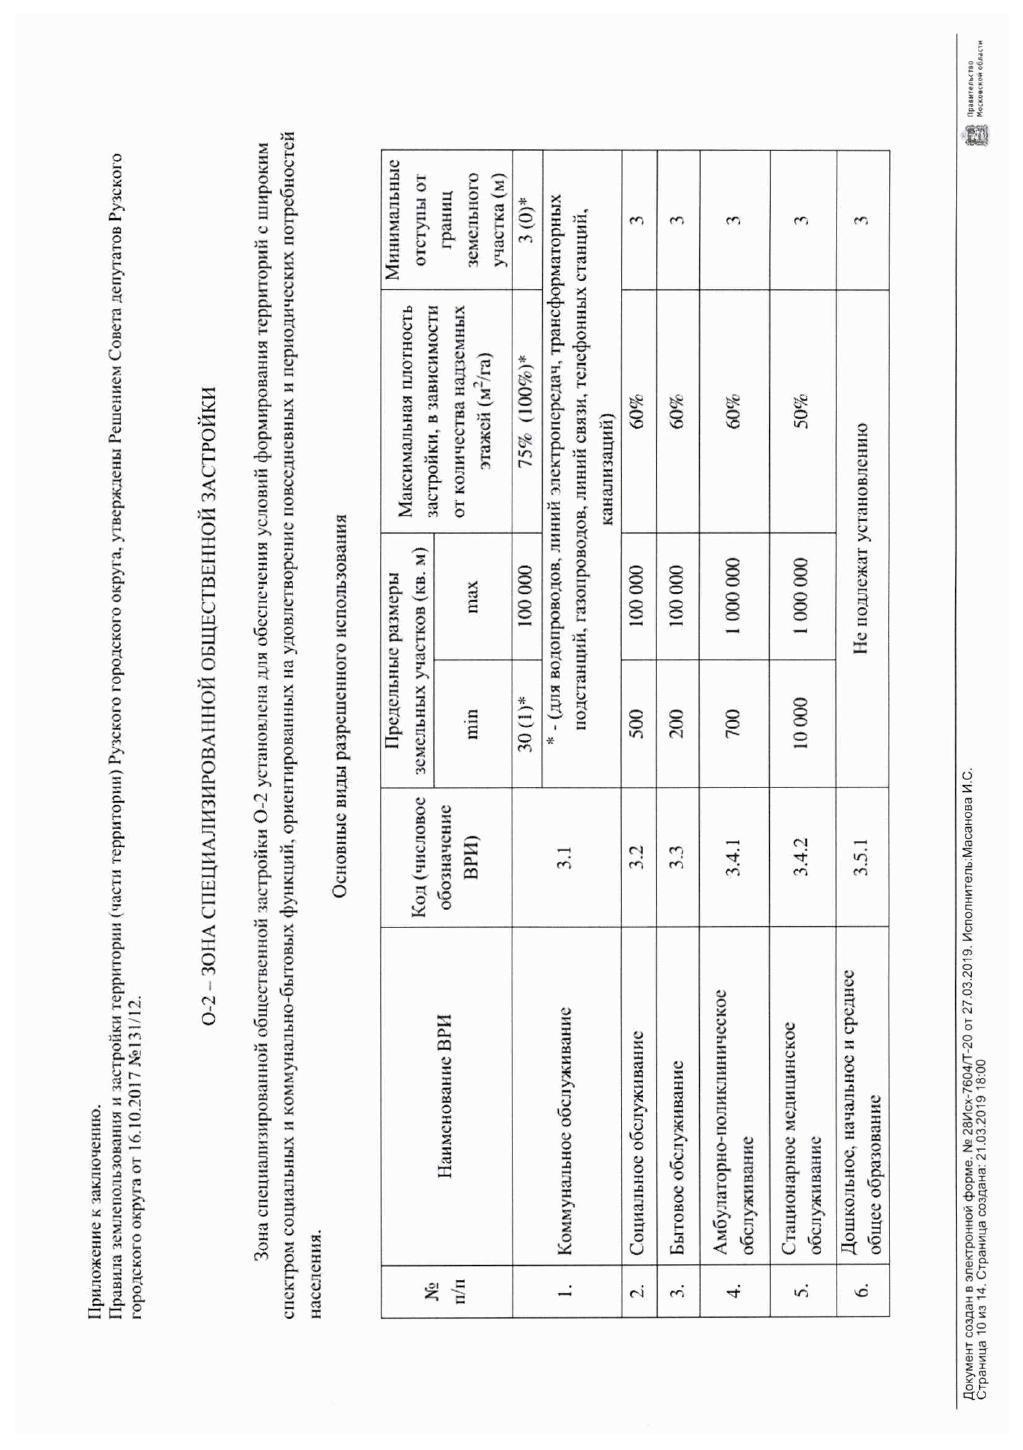 Приложение к заключению.
Правила землепользования и застройки территории (части территории) Рузского городского округа, утверждены Решением Совета депутатов Рузского
городского округа от 16.10.2017 №131/12.
О-2 – ЗОНА СПЕЦИАЛИЗИРОВАННОЙ ОБЩЕСТВЕННОЙ ЗАСТРОЙКИ
Зона специализированной общественной застройки О-2 установлена для обеспечения условий формирования территорий с широким
спектром социальных и коммунально-бытовых функций, ориентированных на удовлетворение повседневных и периодических потребностей
населения.
Основные виды разрешенного использования
№
п/п
Наименование ВРИ
Код (числовое
обозначение
ВРИ)
Предельные размеры
земельных участков (кв. м)
min
max
Максимальная плотность
застройки, в зависимости
от количества надземных
этажей (м²/га)
Минимальные
отступы от
границ
земельного
участка (м)
1.
Коммунальное обслуживание
3.1
30 (1)*
100 000
75% (100%)*
3 (0)*
* - (для водопроводов, линий электропередач, трансформаторных
подстанций, газопроводов, линий связи, телефонных станций,
канализаций)
2.
Социальное обслуживание
3.2
500
100 000
60%
3
3.
Бытовое обслуживание
3.3
200
100 000
60%
3
4.
Амбулаторно-поликлиническое
обслуживание
3.4.1
700
1 000 000
60%
3
5.
Стационарное медицинское
обслуживание
3.4.2
10 000
1 000 000
50%
3
6.
Дошкольное, начальное и среднее
общее образование
3.5.1
Не подлежат установлению
3
Документ создан в электронной форме. № 28Исх-7604/Т-20 от 27.03.2019. Исполнитель:Масанова И.С.
Страница 10 из 14. Страница создана: 21.03.2019 18:00
Правительство
Московской области